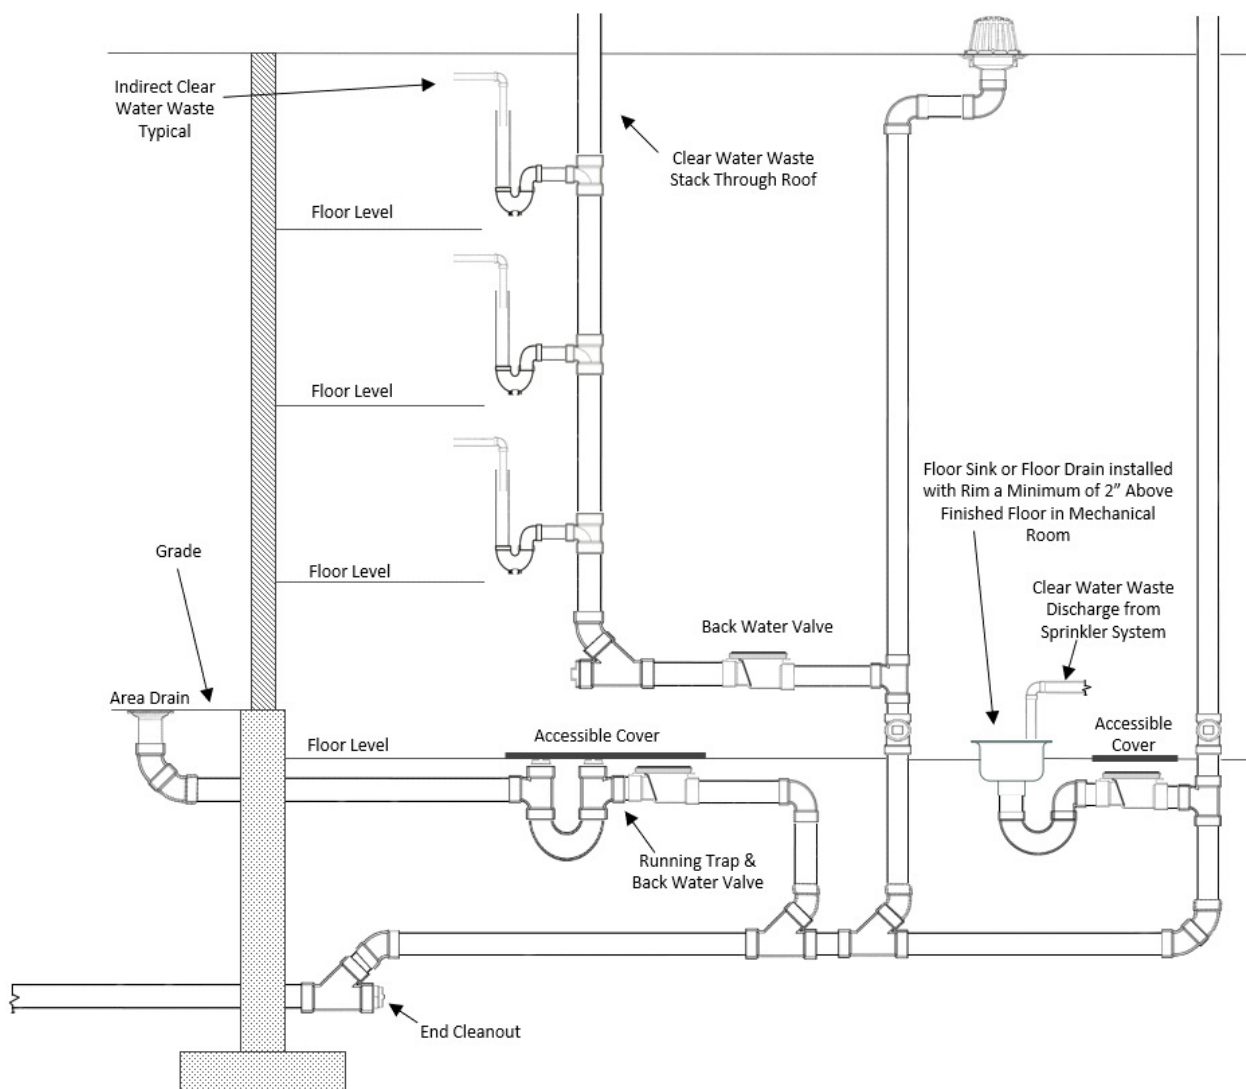 Indirect Clear
Water Waste
Typical
Clear Water Waste
Stack Through Roof
Floor Level
Floor Level
Floor Level
Grade
Floor Sink or Floor Drain installed
with Rim a Minimum of 2” Above
Finished Floor in Mechanical
Room
Clear Water Waste
Discharge from
Sprinkler System
Back Water Valve
Area Drain
Floor Level
Accessible Cover
Accessible
Cover
Running Trap &
Back Water Valve
End Cleanout